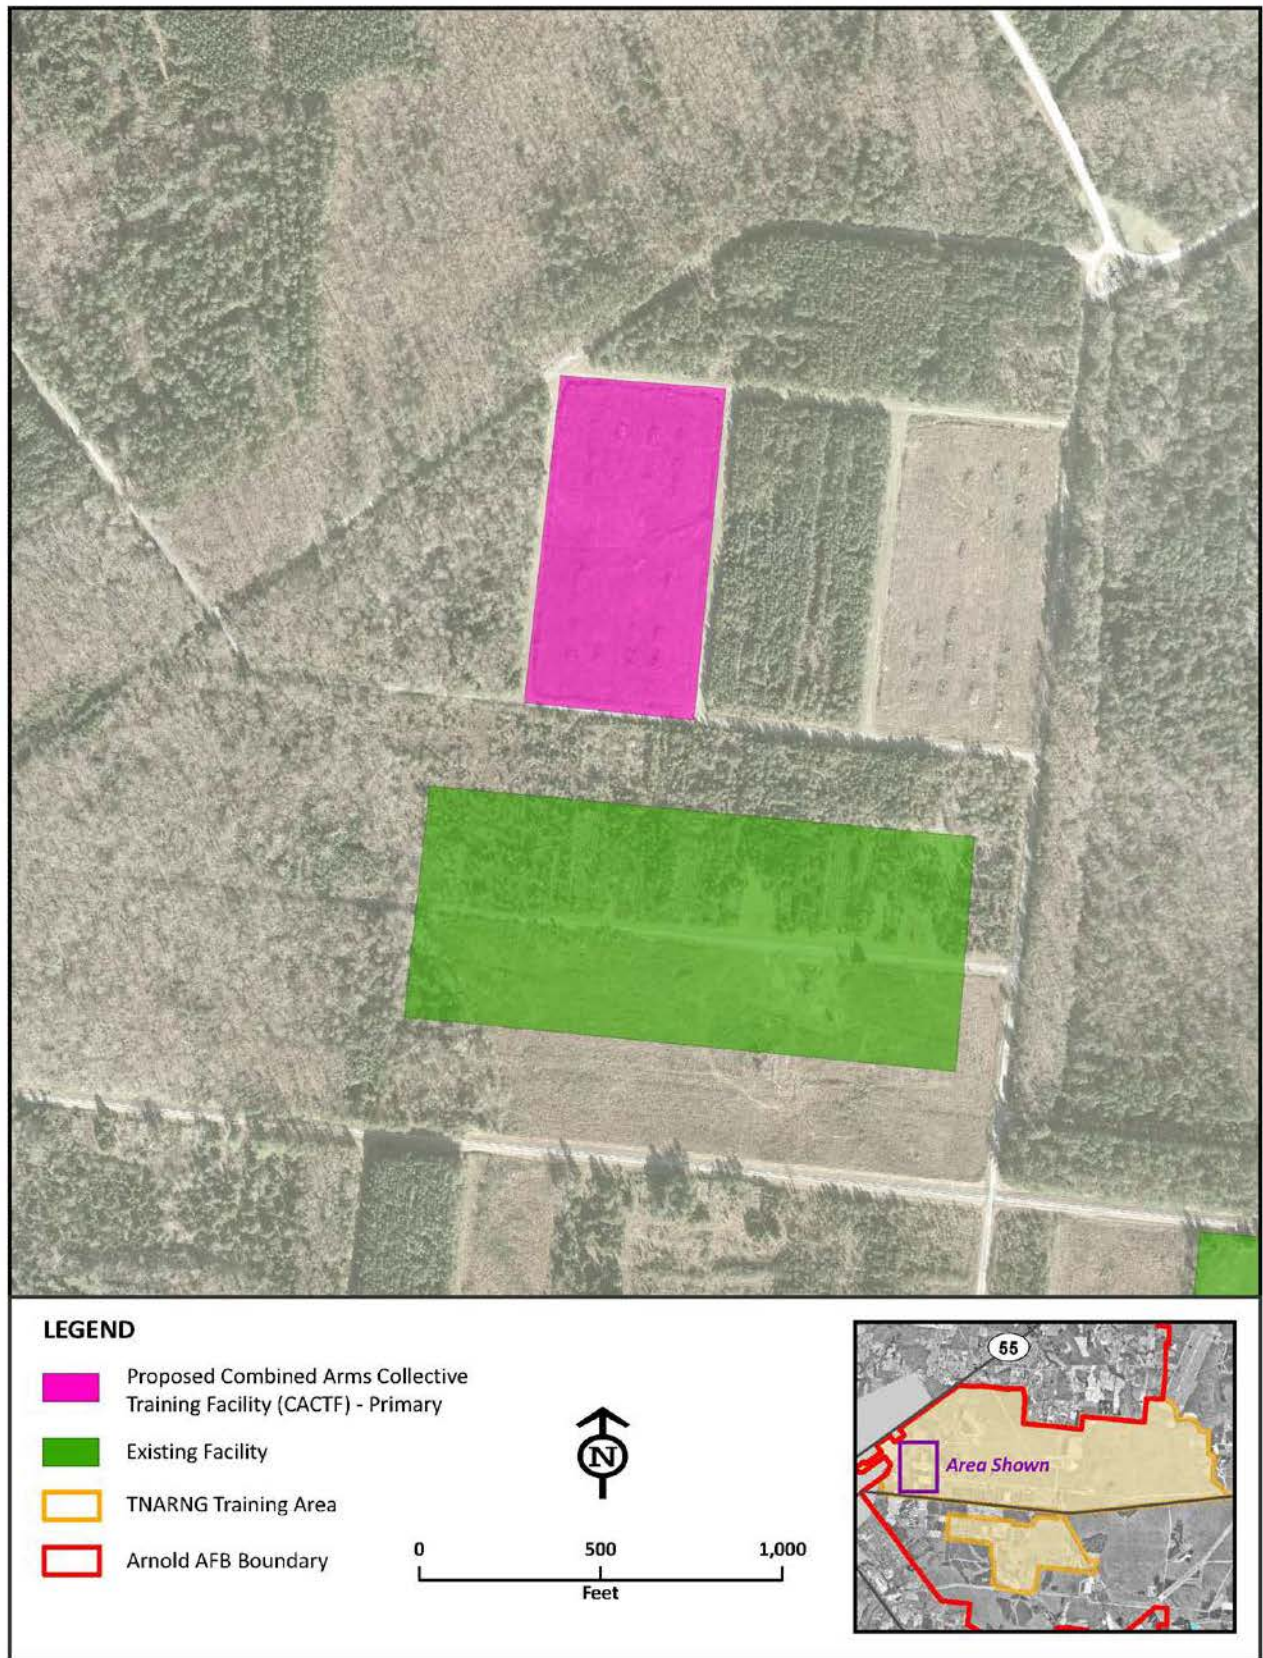 LEGEND
Proposed Combined Arms Collective
Training Facility (CACTF) - Primary
Existing Facility
TNARNG Training Area
Arnold AFB Boundary
N
0 500 1,000
Feet
55
Area Shown